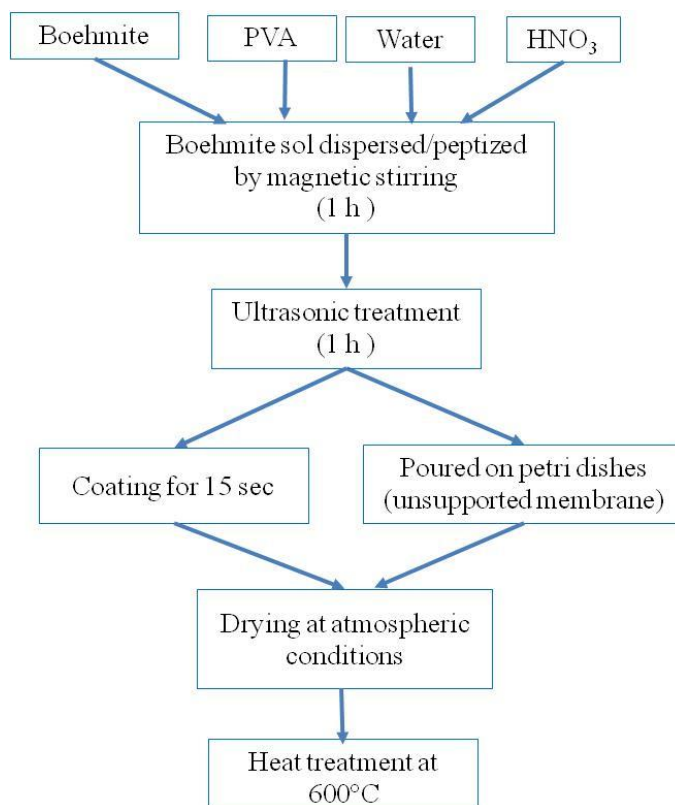 Boehmite
PVA
Water
HNO₃
Boehmite sol dispersed/peptized
by magnetic stirring
(1 h )
Ultrasonic treatment
(1 h )
Coating for 15 sec
Poured on petri dishes
(unsupported membrane)
Drying at atmospheric
conditions
Heat treatment at
600°C